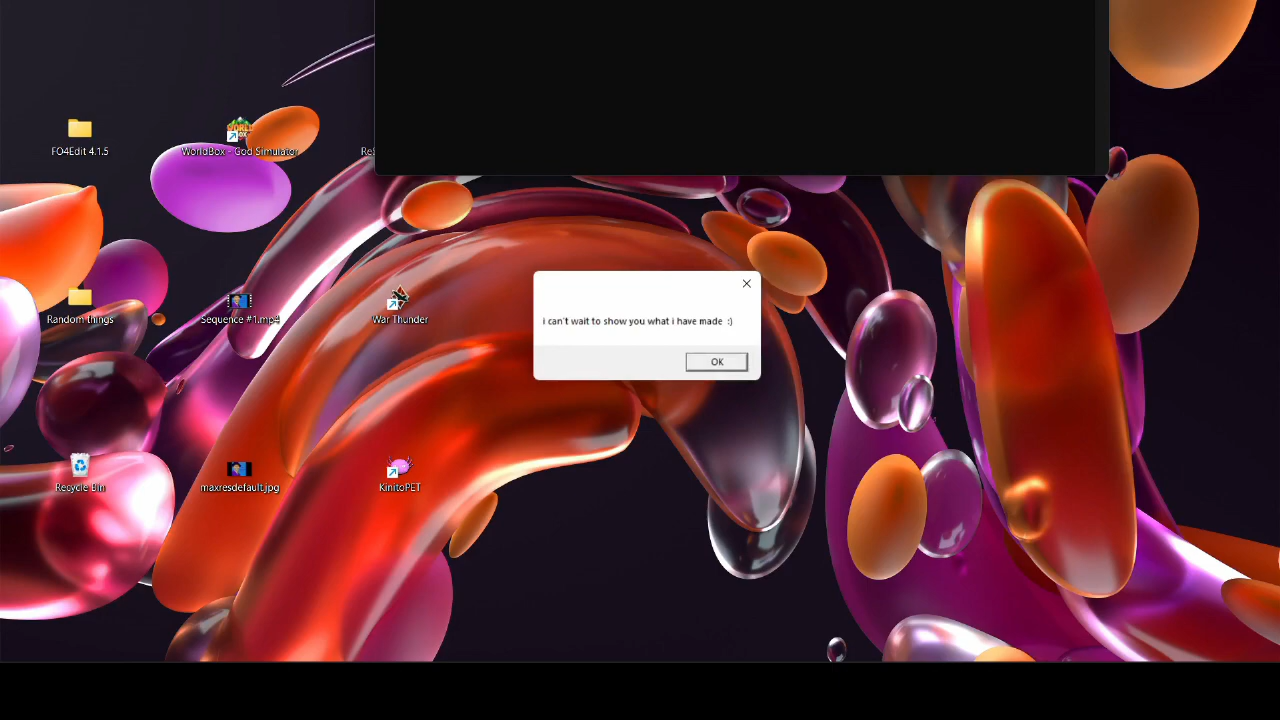 FO4Edit 4.1.5
WorldBox - God Simulator
Random things
Sequence #1.mp4
War Thunder
i can't wait to show you what i have made :)
OK
Recycle Bin
maxresdefault.jpg
KinitoPET